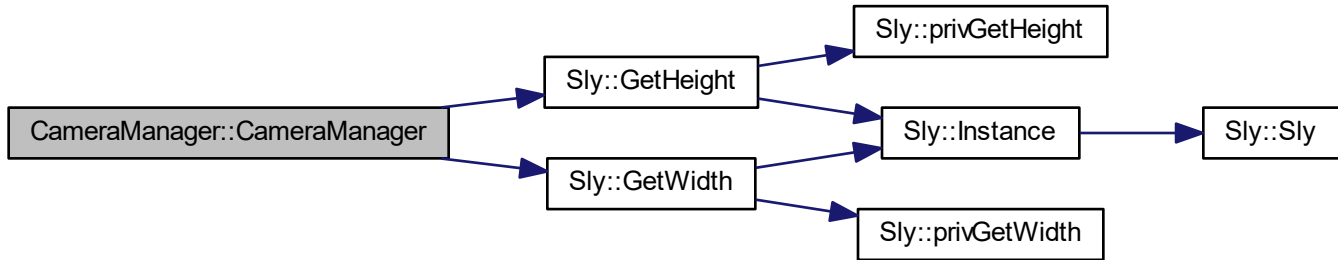 CameraManager::CameraManager
Sly::GetHeight
Sly::GetWidth
Sly::privGetHeight
Sly::Instance
Sly::privGetWidth
Sly::Sly